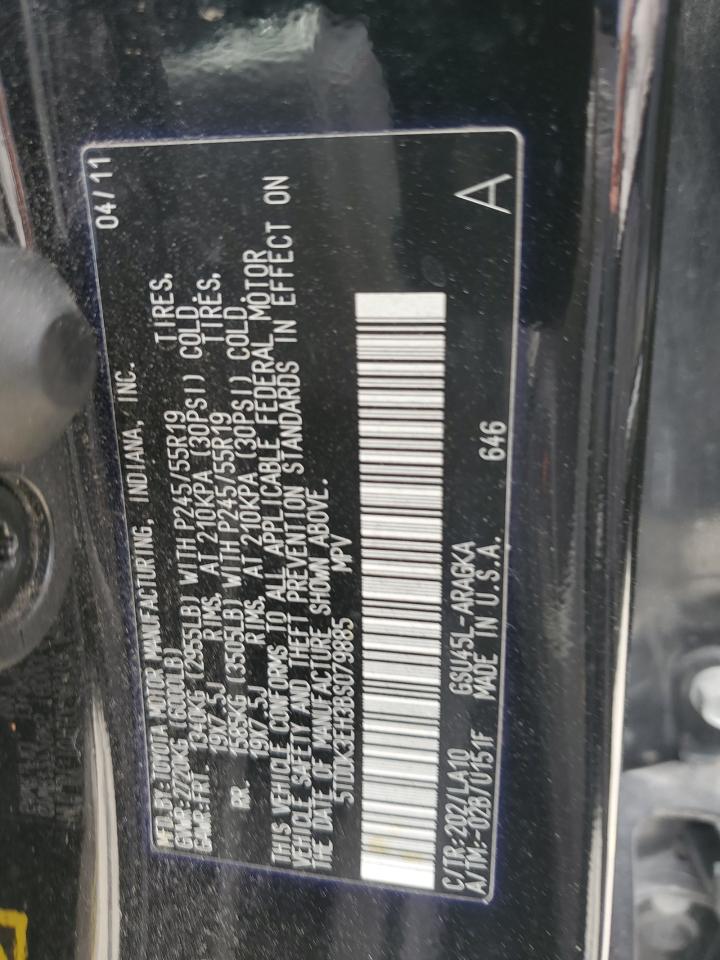 MFD.BY:TOYOTA MOTOR MANUFACTURING, INDIANA, INC. 04/11
GVWR:2720KG (6000LB)
GAWR:FRT. 1340KG (2955LB) WITH P245/55R19 TIRES,
19X7.5J RIMS, AT 210KPA (30PSI) COLD.
RR. 1585KG (3505LB) WITH P245/55R19 TIRES,
19X7.5J RIMS, AT 210KPA (30PSI) COLD.
THIS VEHICLE CONFORMS TO ALL APPLICABLE FEDERAL MOTOR
VEHICLE SAFETY AND THEFT PREVENTION STANDARDS IN EFFECT ON
THE DATE OF MANUFACTURE SHOWN ABOVE.
5TDDK3EH3BS079885 MPV
C/TR:202/LA10 GSU45L-ARAGKA 646 A
A/TM:-028/U151F MADE IN U.S.A.